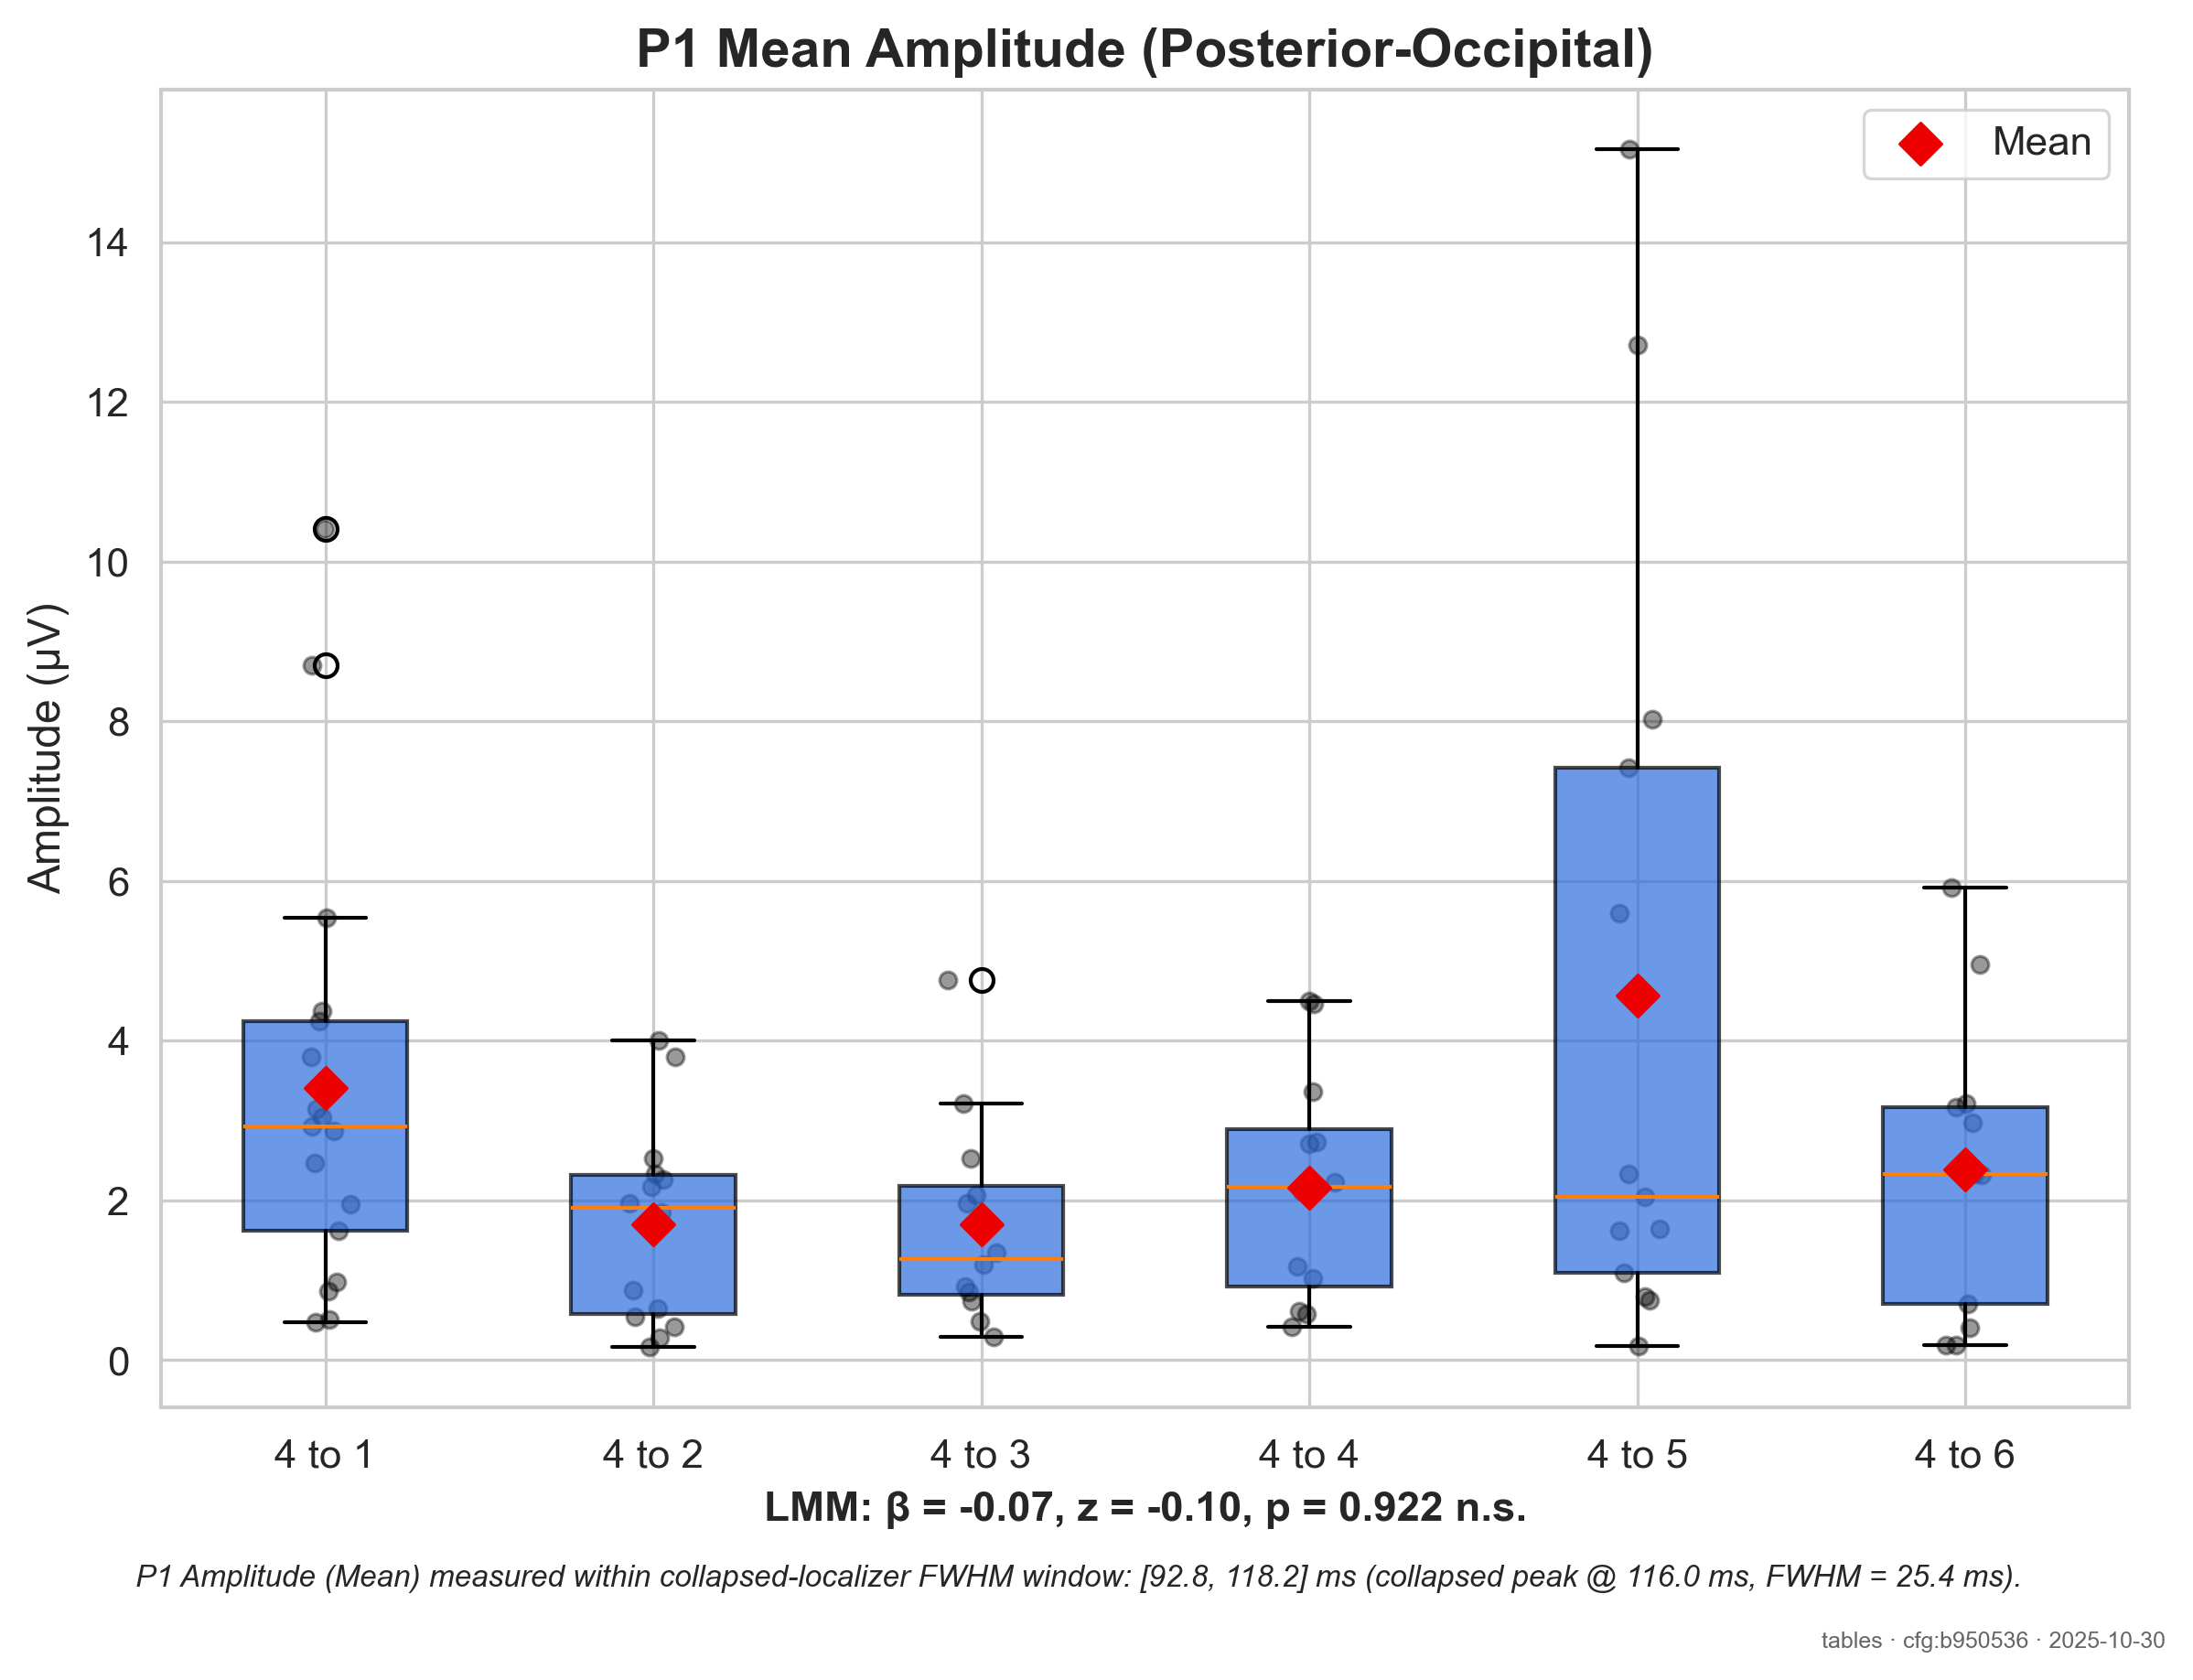 P1 Mean Amplitude (Posterior-Occipital)
Mean
Amplitude (µV)
14
12
10
8
6
4
2
0
4 to 1
4 to 2
4 to 3
4 to 4
4 to 5
4 to 6
LMM: β = -0.07, z = -0.10, p = 0.922 n.s.
P1 Amplitude (Mean) measured within collapsed-localizer FWHM window: [92.8, 118.2] ms (collapsed peak @ 116.0 ms, FWHM = 25.4 ms).
tables · cfg:b950536 · 2025-10-30